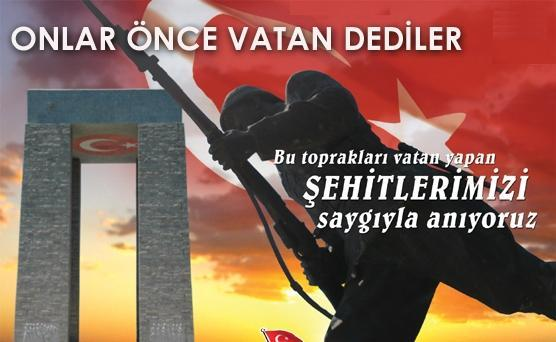 ONLAR ÖNCE VATAN DEDİLER
Bu toprakları vatan yapan
ŞEHİTLERİMİZİ
saygıyla anıyoruz